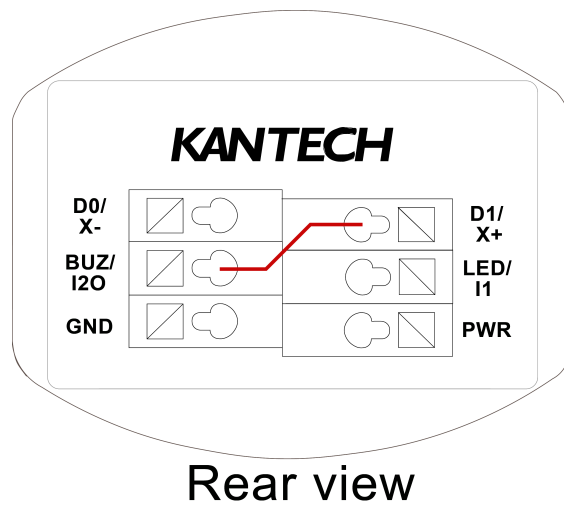 KANTECH
D0/
X-
BUZ/
I2O
GND
D1/
X+
LED/
I1
PWR
Rear view